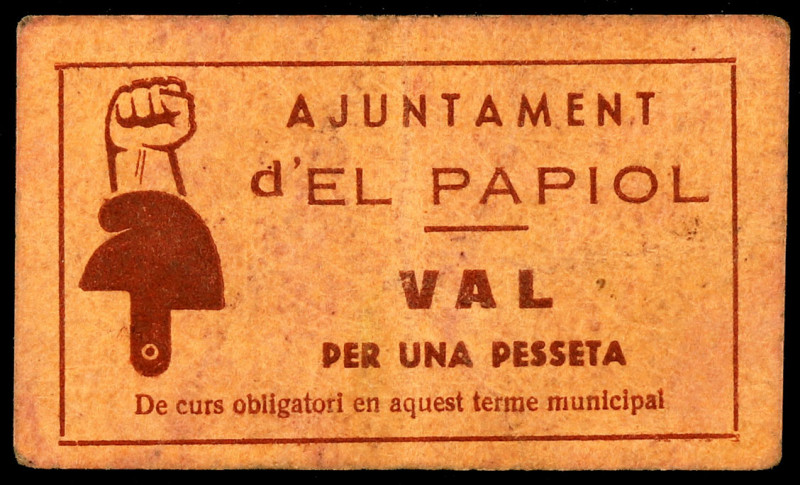 AJUNTAMENT
d'EL PAPIOL
VAL
PER UNA PESSETA
De curs obligatori en aquest terme municipal